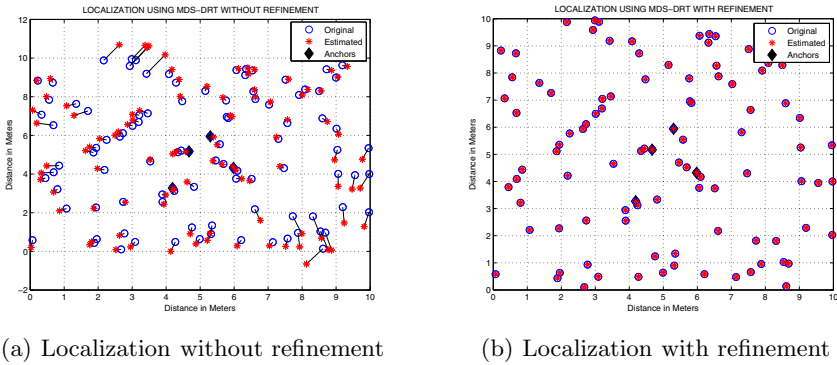 LOCALIZATION USING MDS-DRT WITHOUT REFINEMENT
12
10
8
6
4
2
0
−2
0 1 2 3 4 5 6 7 8 9 10
Distance in Meters
Distance in Meters
Original
Estimated
Anchors
LOCALIZATION USING MDS-DRT WITH REFINEMENT
10
9
8
7
6
5
4
3
2
1
0
0 1 2 3 4 5 6 7 8 9 10
Distance in Meters
Distance in Meters
Original
Estimated
Anchors
(a) Localization without refinement
(b) Localization with refinement